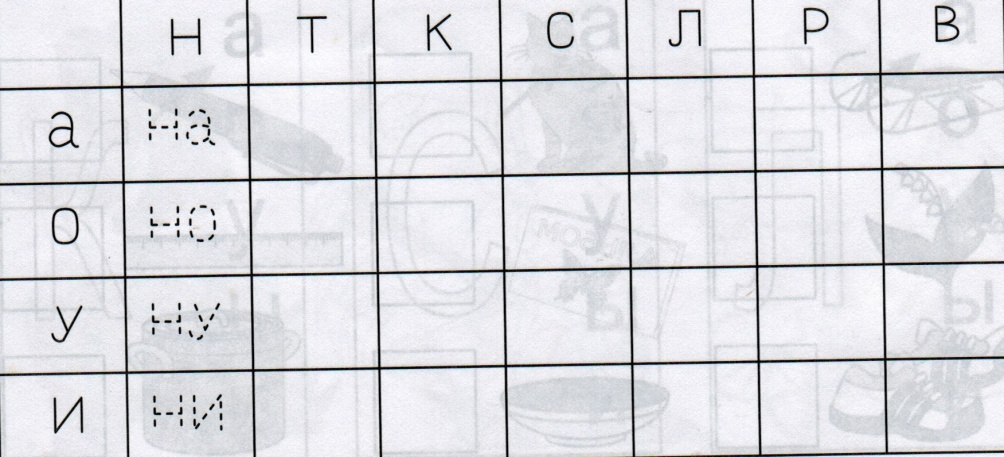 Н Т К С Л Р В
а на
о но
у ну
и ни